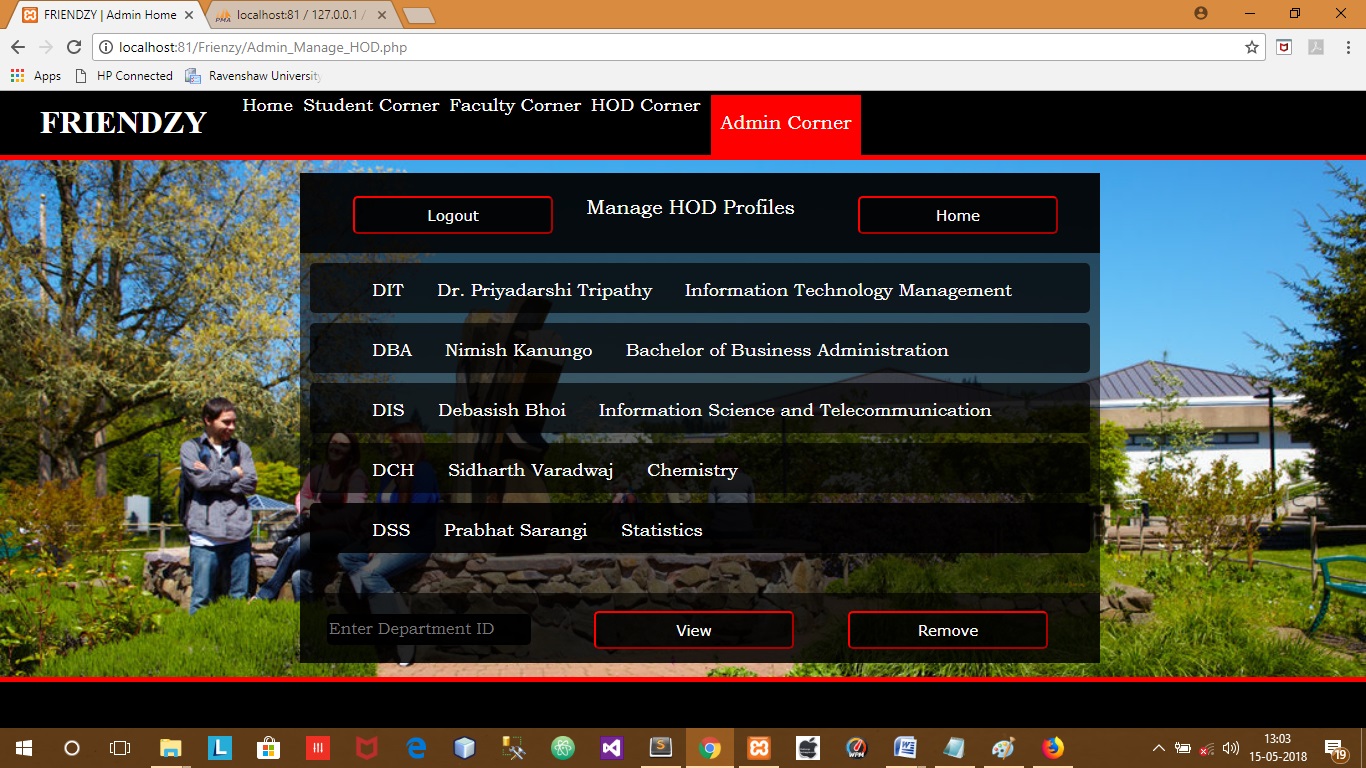 FRIENDZY | Admin Home
localhost:81 / 127.0.0.1 /
localhost:81/Frienzy/Admin_Manage_HOD.php
Apps HP Connected Ravenshaw University
FRIENDZY
Home Student Corner Faculty Corner HOD Corner Admin Corner
Logout Manage HOD Profiles Home
DIT Dr. Priyadarshi Tripathy Information Technology Management
DBA Nimish Kanungo Bachelor of Business Administration
DIS Debasish Bhoi Information Science and Telecommunication
DCH Sidharth Varadwaj Chemistry
DSS Prabhat Sarangi Statistics
Enter Department ID View Remove
13:03
15-05-2018
19